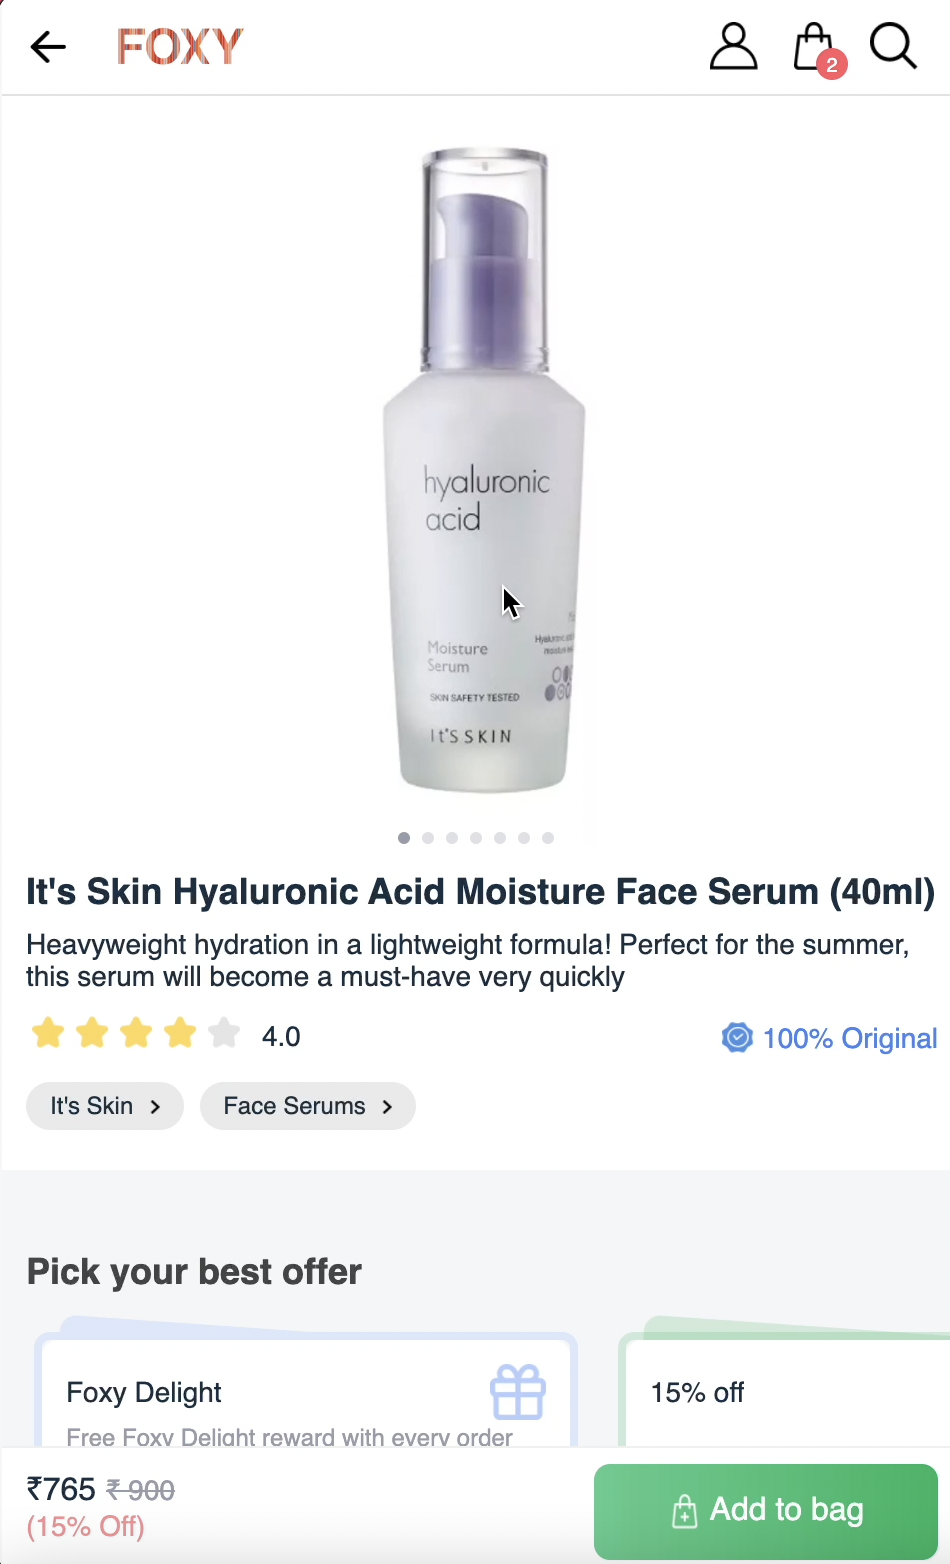 FOXY
2
hyaluronic
acid
Moisture
Serum
SKIN SAFETY TESTED
It'S SKIN
It's Skin Hyaluronic Acid Moisture Face Serum (40ml)
Heavyweight hydration in a lightweight formula! Perfect for the summer,
this serum will become a must-have very quickly
4.0
100% Original
It's Skin
Face Serums
Pick your best offer
Foxy Delight
15% off
Free Foxy Delight reward with every order
₹765 ₹ 900
(15% Off)
Add to bag